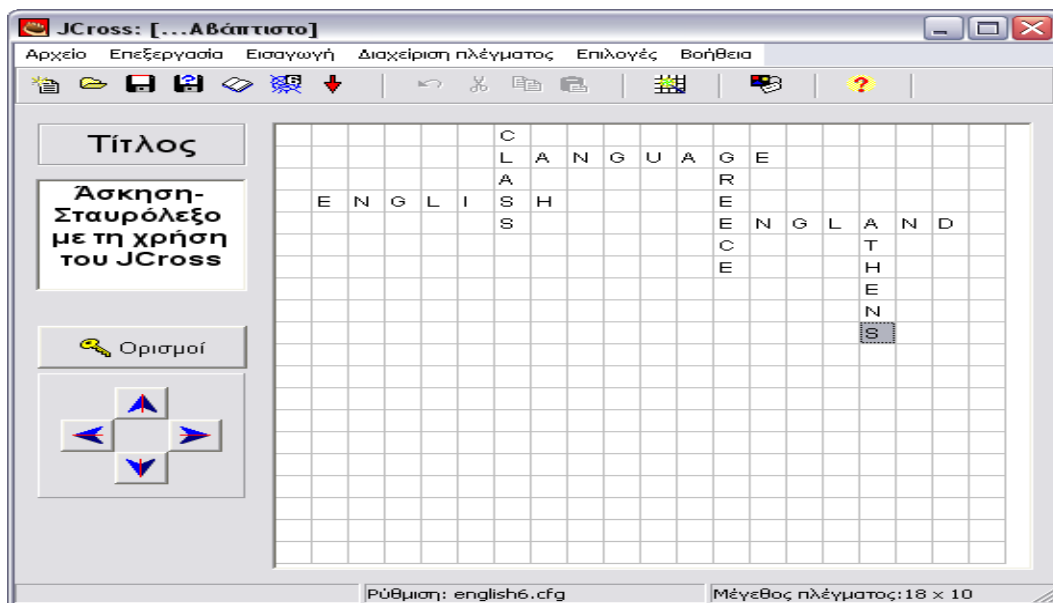 JCross: [...Αβάπτιστο]
Αρχείο Επεξεργασία Εισαγωγή Διαχείριση πλέγματος Επιλογές Βοήθεια
Τίτλος
Άσκηση-
Σταυρόλεξο
με τη χρήση
του JCross
Ορισμοί
C
L A N G U A G E
A R
E N G L I S H E
S E N G L A N D
C T
E H
E
N
S
Ρύθμιση: english6.cfg Μέγεθος πλέγματος:18 x 10